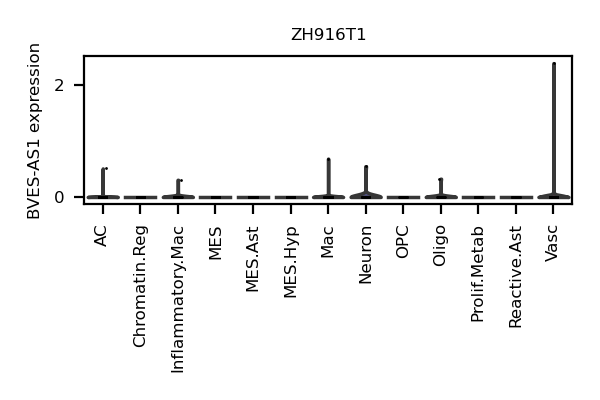 ZH916T1
BVES-AS1 expression
2
0
AC
Chromatin.Reg
Inflammatory.Mac
MES
MES.Ast
MES.Hyp
Mac
Neuron
OPC
Oligo
Prolif.Metab
Reactive.Ast
Vasc